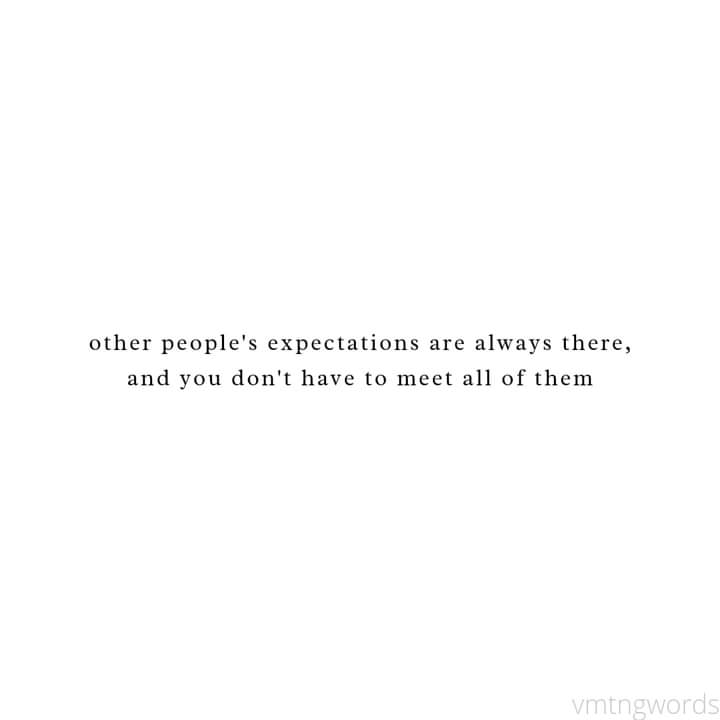 other people's expectations are always there,
and you don't have to meet all of them
vmtngwords